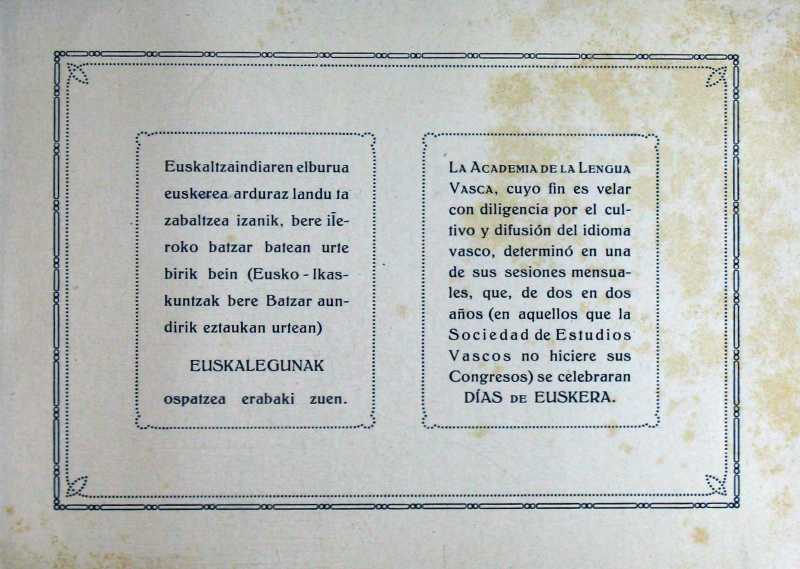 Euskaltzaindiaren elburua
euskerea arduraz landu ta
zabaltzea izanik, bere il̄e-
roko batzar batean urte
birik bein (Eusko-Ikas-
kuntzak bere Batzar aun-
dirik eztaukan urtean)
EUSKALEGUNAK
ospatzea erabaki zuen.
LA ACADEMIA DE LA LENGUA
VASCA, cuyo fin es velar
con diligencia por el cul-
tivo y difusión del idioma
vasco, determinó en una
de sus sesiones mensua-
les, que, de dos en dos
años (en aquellos que la
Sociedad de Estudios
Vascos no hiciere sus
Congresos) se celebraran
DÍAS DE EUSKERA.